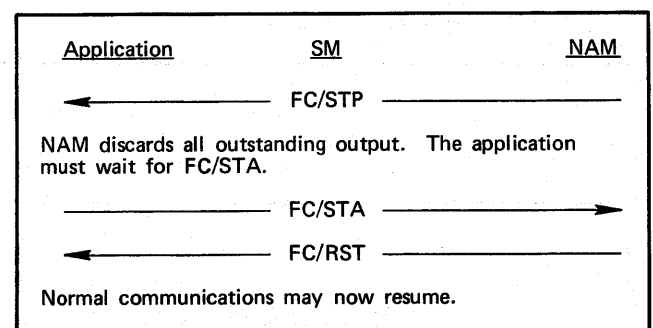 Application SM NAM
FC/STP
NAM discards all outstanding output. The application
must wait for FC/STA.
FC/STA
FC/RST
Normal communications may now resume.